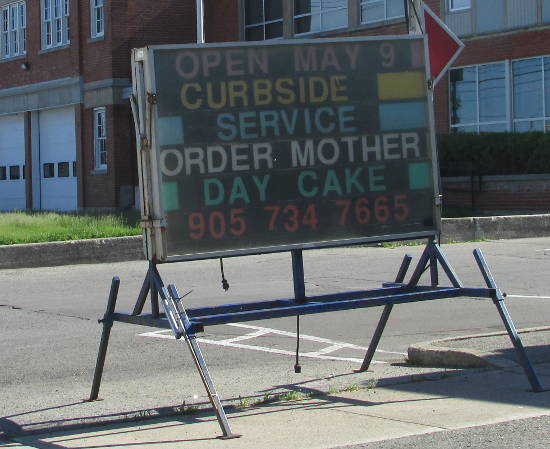 OPEN MAY 9
CURBSIDE
SERVICE
ORDER MOTHER
DAY CAKE
905 734 7665